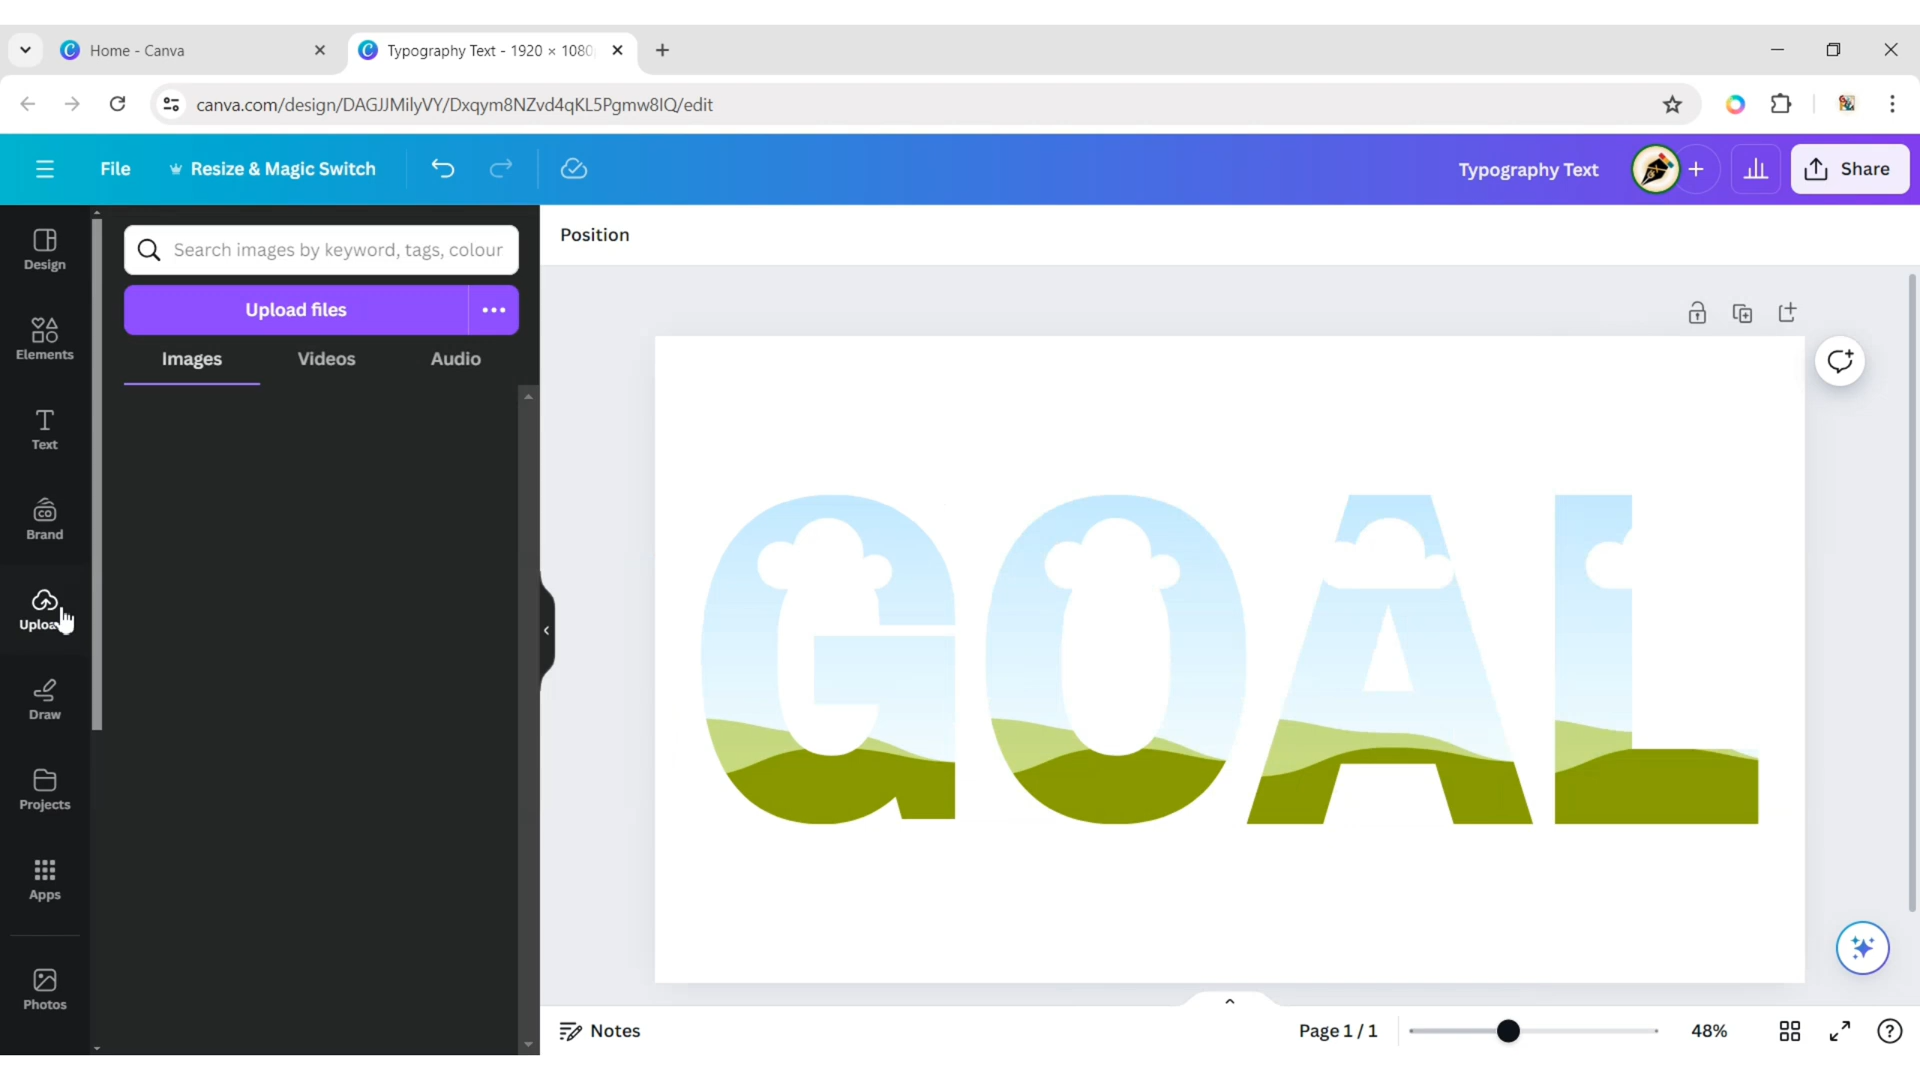 Home - Canva
Typography Text - 1920 × 1080
canva.com/design/DAGJJMilyVY/Dxqym8NZvd4qKL5Pgmw8IQ/edit
File
Resize & Magic Switch
Typography Text
Share
Design
Elements
Text
Brand
Projects
Draw
Apps
Photos
Search images by keyword, tags, colour
Upload files
Images
Videos
Audio
Position
GOAL
Notes
Page 1 / 1
48%